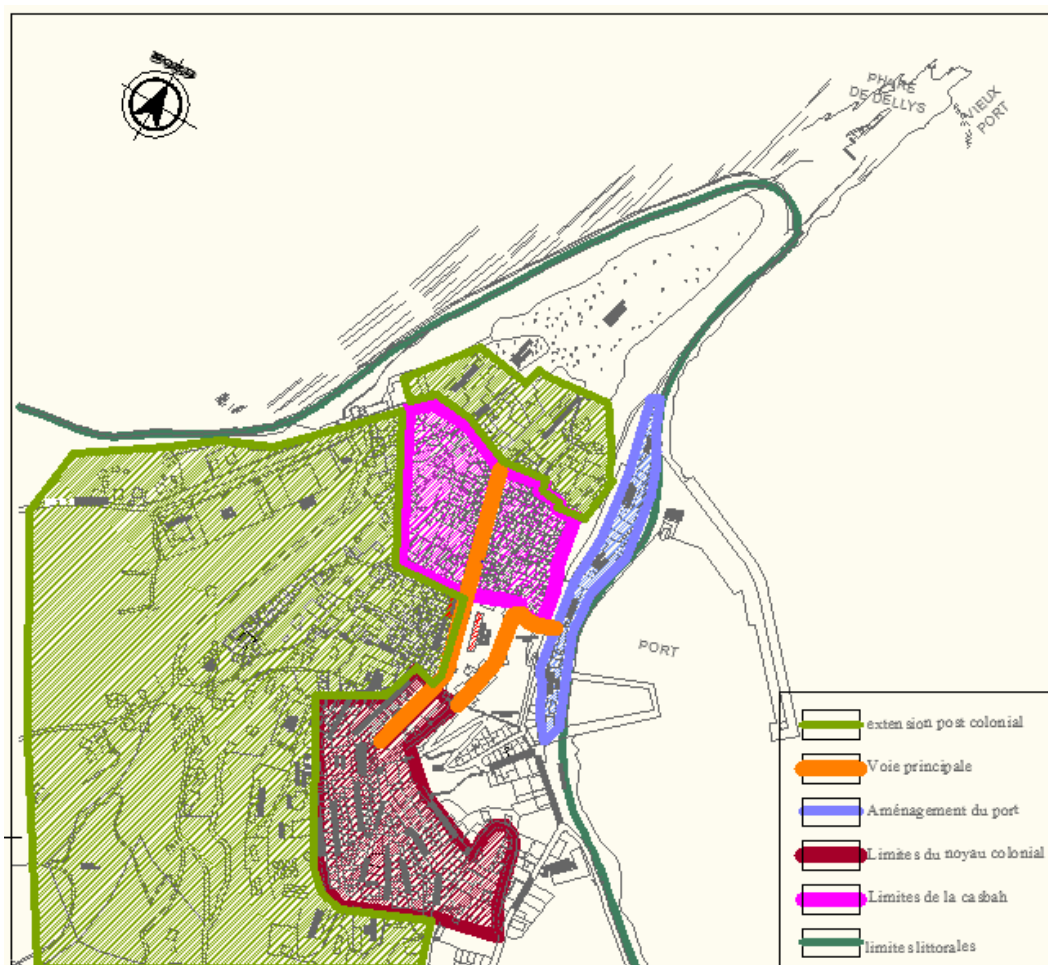 PHARE
DE DELLYS
VIEUX
PORT
PORT
extension post colonial
Voie principale
Aménagement du port
Limites du noyau colonial
Limites de la casbah
limites littorales